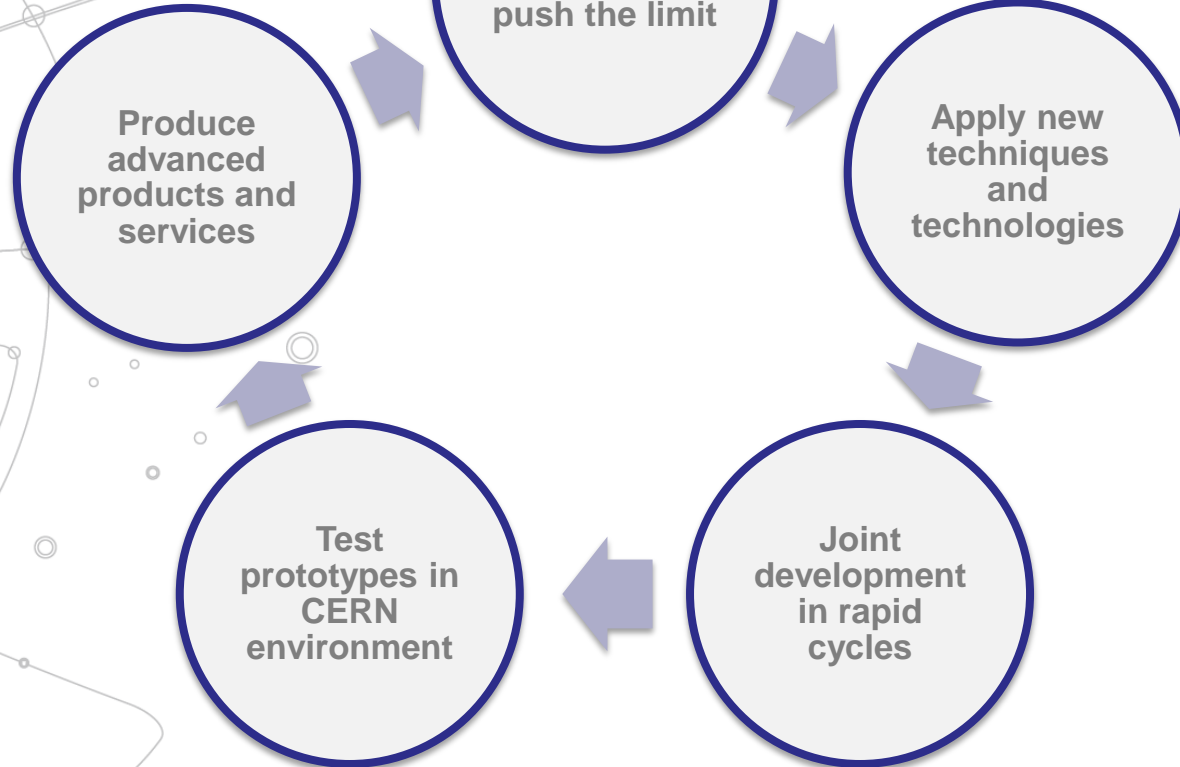 push the limit
Apply new
techniques
and
technologies
Joint
development
in rapid
cycles
Test
prototypes in
CERN
environment
Produce
advanced
products and
services